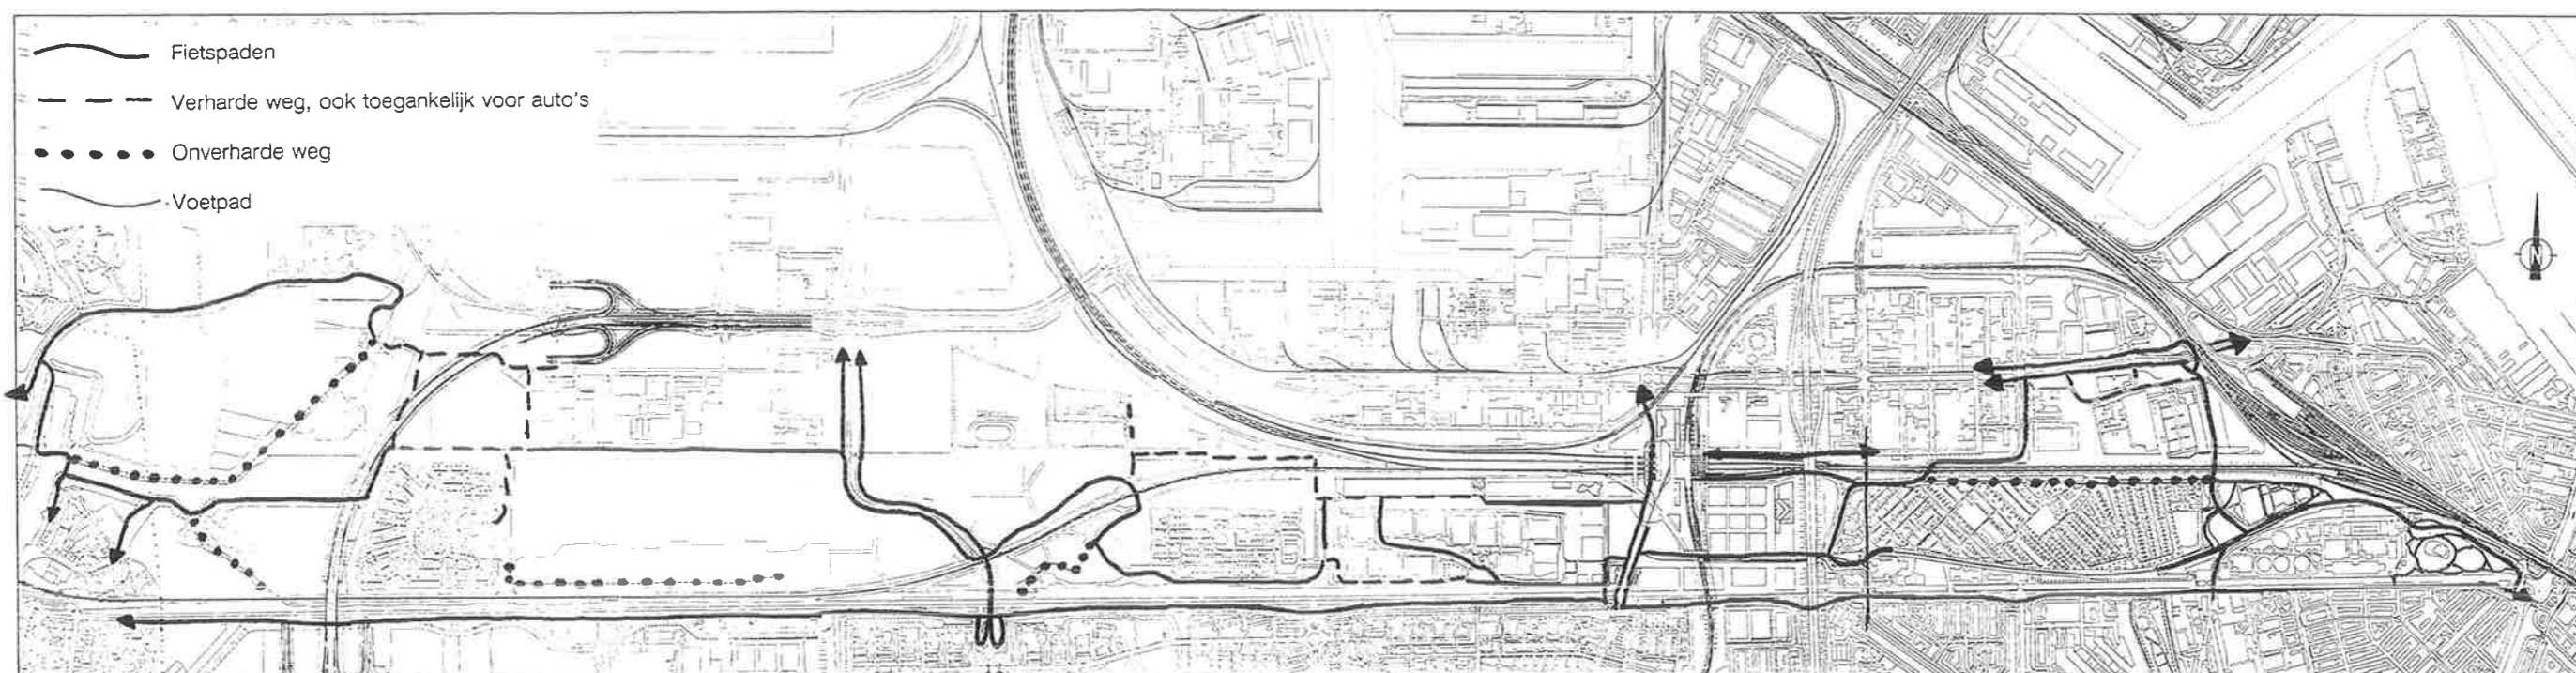 Fietspaden
Verharde weg, ook toegankelijk voor auto's
Onverharde weg
Voetpad
N